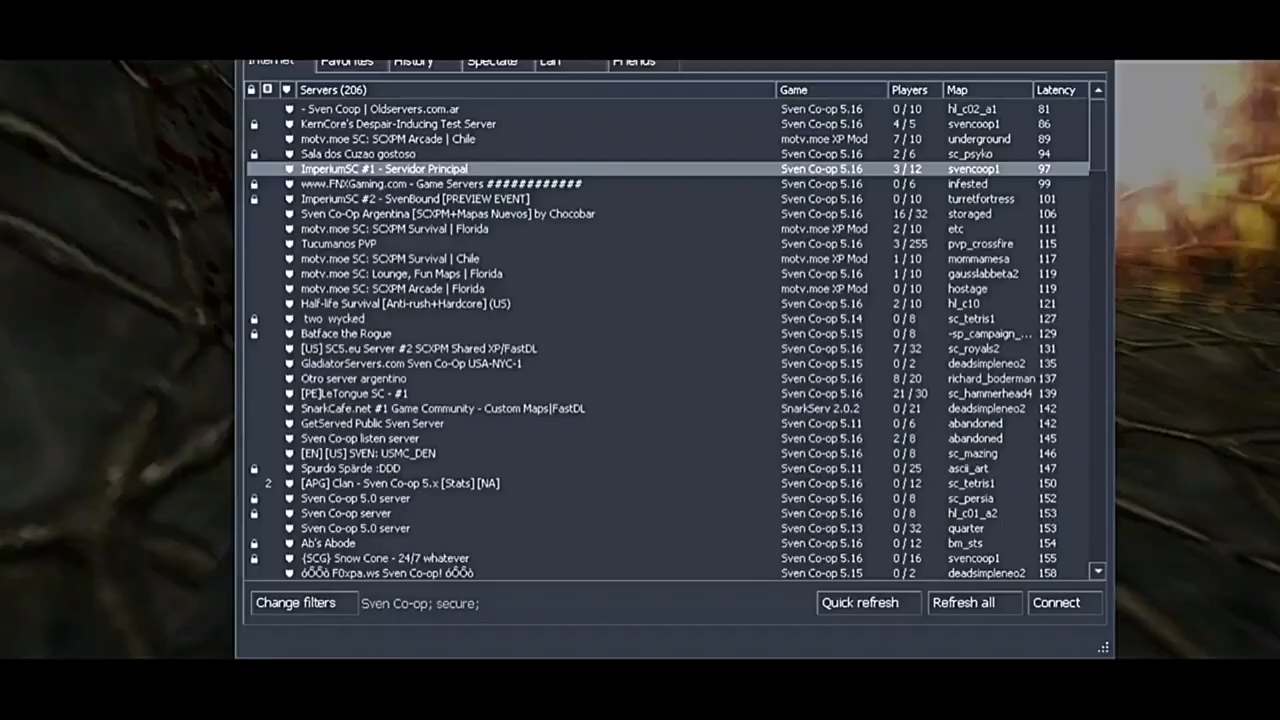 Internet Favorites History Spectate Lan Friends
Servers (206) Game Players Map Latency
- Sven Coop | Oldservers.com.ar Sven Co-op 5.16 0 / 10 hl_c02_a1 81
KernCore's Despair-Inducing Test Server Sven Co-op 5.16 4 / 5 svencoop1 86
motv.moe SC: SCXPM Arcade | Chile motv.moe XP Mod 7 / 10 underground 89
Sala dos Cuzao gostoso Sven Co-op 5.16 2 / 6 sc_psyko 94
ImperiumSC #1 - Servidor Principal Sven Co-op 5.16 3 / 12 svencoop1 97
www.FNXGaming.com - Game Servers ############ Sven Co-op 5.16 0 / 6 infested 99
ImperiumSC #2 - SvenBound [PREVIEW EVENT] Sven Co-op 5.16 0 / 10 turretfortress 101
Sven Co-Op Argentina [SCXPM+Mapas Nuevos] by Chocobar Sven Co-op 5.16 16 / 32 storaged 106
motv.moe SC: SCXPM Survival | Florida motv.moe XP Mod 2 / 10 etc 111
Tucumanos PVP Sven Co-op 5.16 3 / 255 pvp_crossfire 115
motv.moe SC: SCXPM Survival | Chile motv.moe XP Mod 1 / 10 mommamesa 117
motv.moe SC: Lounge, Fun Maps | Florida motv.moe XP Mod 1 / 10 gausslabbeta2 119
motv.moe SC: SCXPM Arcade | Florida motv.moe XP Mod 0 / 10 hostage 119
Half-life Survival [Anti-rush+Hardcore] (US) Sven Co-op 5.16 2 / 10 hl_c10 121
two wycked Sven Co-op 5.14 0 / 8 sc_tetris1 127
Batface the Rogue Sven Co-op 5.15 0 / 8 -sp_campaign_... 129
[US] SC5.eu Server #2 SCXPM Shared XP/FastDL Sven Co-op 5.16 7 / 32 sc_royals2 131
GladiatorServers.com Sven Co-Op USA-NYC-1 Sven Co-op 5.15 0 / 2 deadsimpleneo2 135
Otro server argentino Sven Co-op 5.16 8 / 20 richard_boderman 137
[PE]LeTongue SC - #1 Sven Co-op 5.16 21 / 30 sc_hammerhead4 139
SnarkCafe.net #1 Game Community - Custom Maps|FastDL SnarkServ 2.0.2 0 / 21 deadsimpleneo2 142
GetServed Public Sven Server Sven Co-op 5.11 0 / 6 abandoned 142
Sven Co-op listen server Sven Co-op 5.16 2 / 8 abandoned 145
[EN] [US] SVEN: USMC_DEN Sven Co-op 5.16 0 / 8 sc_mazing 146
Spurdo Spärde :DDD Sven Co-op 5.11 0 / 25 ascii_art 147
2 [APG] Clan - Sven Co-op 5.x [Stats] [NA] Sven Co-op 5.16 0 / 12 sc_tetris1 150
Sven Co-op 5.0 server Sven Co-op 5.16 0 / 8 sc_persia 152
Sven Co-op server Sven Co-op 5.16 0 / 8 hl_c01_a2 153
Sven Co-op 5.0 server Sven Co-op 5.13 0 / 32 quarter 153
Ab's Abode Sven Co-op 5.16 0 / 12 bm_sts 154
{SCG} Snow Cone - 24/7 whatever Sven Co-op 5.16 0 / 16 svencoop1 155
óÔÔò F0xpa.ws Sven Co-op! óÔÔò Sven Co-op 5.15 0 / 2 deadsimpleneo2 158
Change filters Sven Co-op; secure; Quick refresh Refresh all Connect